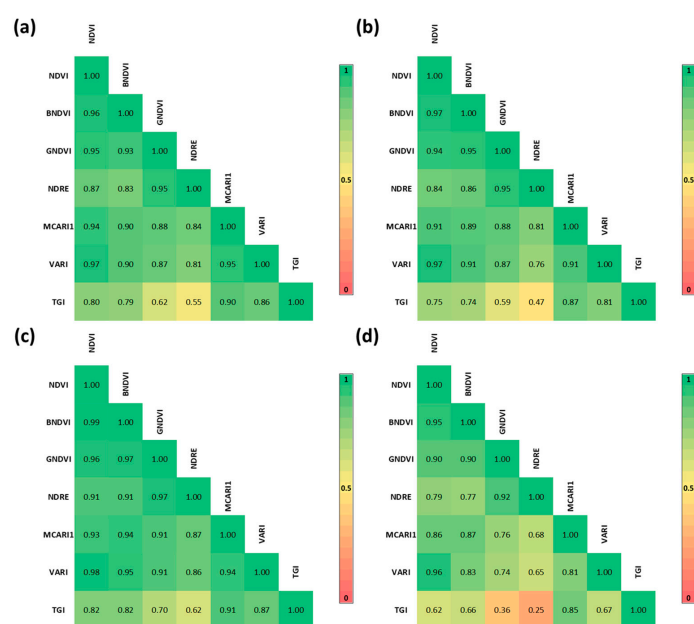 (a)
NDVI
BNDVI
GNDVI
NDRE
MCARI1
VARI
TGI
NDVI 1.00
BNDVI 0.96 1.00
GNDVI 0.95 0.93 1.00
NDRE 0.87 0.83 0.95 1.00
MCARI1 0.94 0.90 0.88 0.84 1.00
VARI 0.97 0.90 0.87 0.81 0.95 1.00
TGI 0.80 0.79 0.62 0.55 0.90 0.86 1.00
1
0.5
0
(b)
NDVI
BNDVI
GNDVI
NDRE
MCARI1
VARI
TGI
NDVI 1.00
BNDVI 0.97 1.00
GNDVI 0.94 0.95 1.00
NDRE 0.84 0.86 0.95 1.00
MCARI1 0.91 0.89 0.88 0.81 1.00
VARI 0.97 0.91 0.87 0.76 0.91 1.00
TGI 0.75 0.74 0.59 0.47 0.87 0.81 1.00
1
0.5
0
(c)
NDVI
BNDVI
GNDVI
NDRE
MCARI1
VARI
TGI
NDVI 1.00
BNDVI 0.99 1.00
GNDVI 0.96 0.97 1.00
NDRE 0.91 0.91 0.97 1.00
MCARI1 0.93 0.94 0.91 0.87 1.00
VARI 0.98 0.95 0.91 0.86 0.94 1.00
TGI 0.82 0.82 0.70 0.62 0.91 0.87 1.00
1
0.5
0
(d)
NDVI
BNDVI
GNDVI
NDRE
MCARI1
VARI
TGI
NDVI 1.00
BNDVI 0.95 1.00
GNDVI 0.90 0.90 1.00
NDRE 0.79 0.77 0.92 1.00
MCARI1 0.86 0.87 0.76 0.68 1.00
VARI 0.96 0.83 0.74 0.65 0.81 1.00
TGI 0.62 0.66 0.36 0.25 0.85 0.67 1.00
1
0.5
0